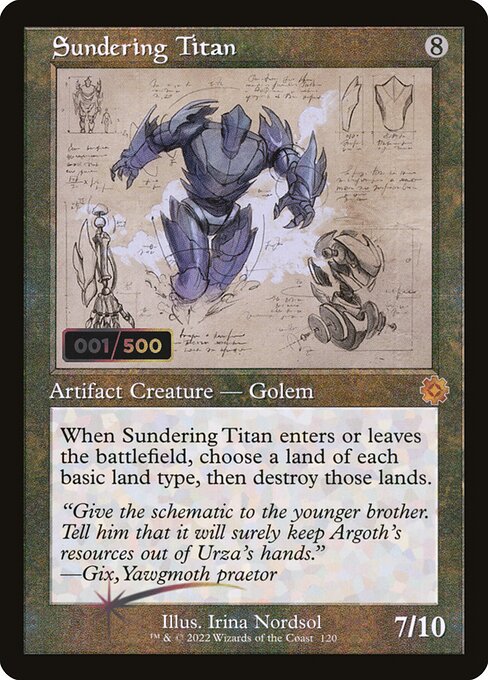 Sundering Titan
8
001/500
Artifact Creature — Golem
When Sundering Titan enters or leaves
the battlefield, choose a land of each
basic land type, then destroy those lands.
“Give the schematic to the younger brother.
Tell him that it will surely keep Argoth’s
resources out of Urza’s hands.”
—Gix, Yawgmoth praetor
Illus. Irina Nordsol
™ & © 2022 Wizards of the Coast 120
7/10